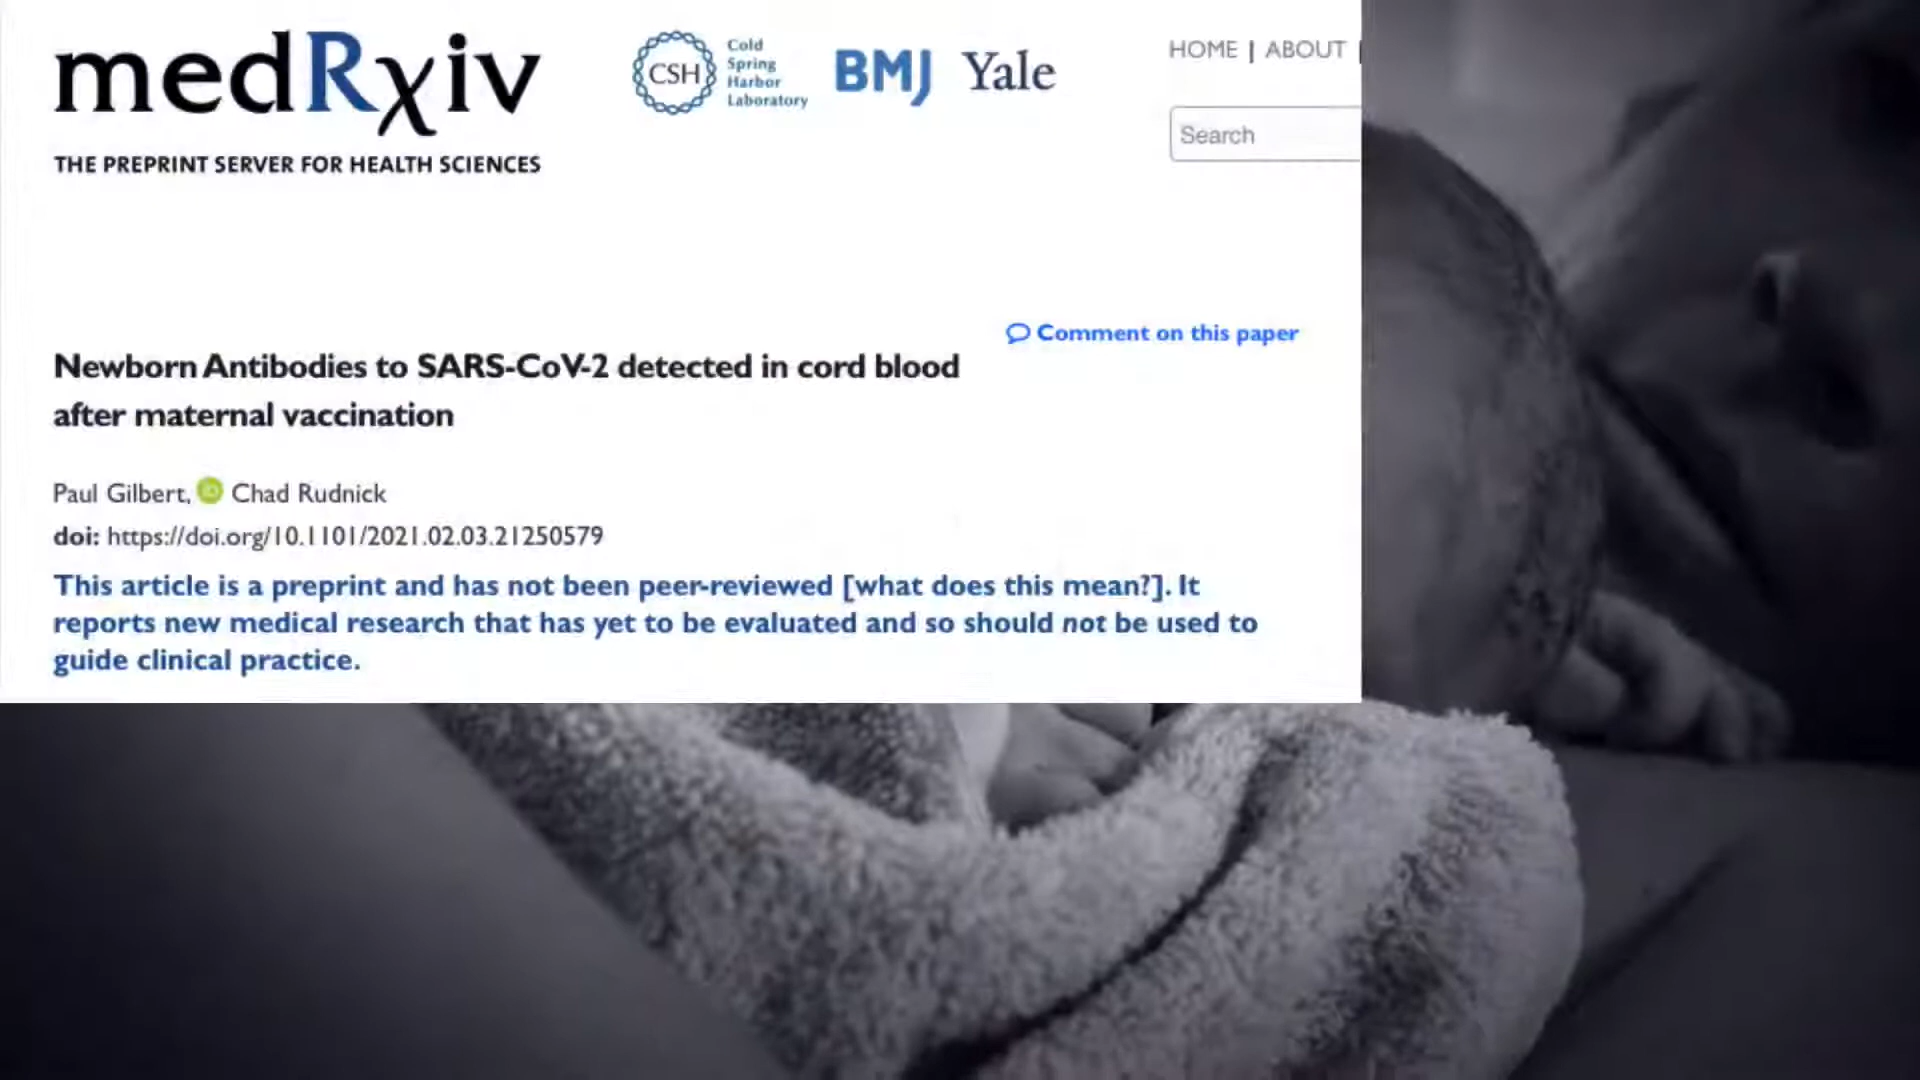 medRχiv
THE PREPRINT SERVER FOR HEALTH SCIENCES
CSH
Cold
Spring
Harbor
Laboratory
BMJ
Yale
HOME | ABOUT |
Search
Comment on this paper
Newborn Antibodies to SARS-CoV-2 detected in cord blood
after maternal vaccination
Paul Gilbert, iD Chad Rudnick
doi: https://doi.org/10.1101/2021.02.03.21250579
This article is a preprint and has not been peer-reviewed [what does this mean?]. It
reports new medical research that has yet to be evaluated and so should not be used to
guide clinical practice.